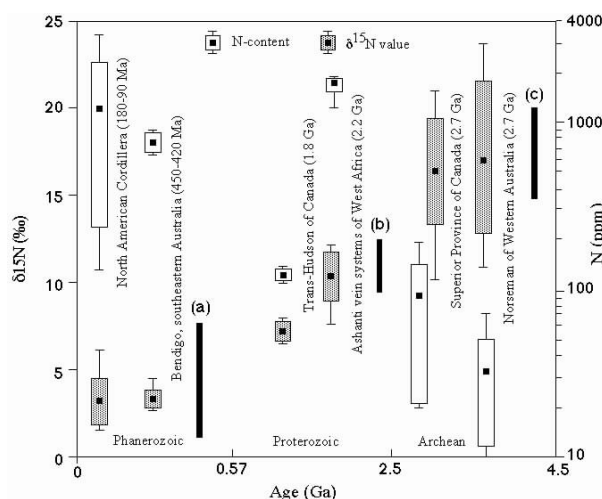 25
20
15
10
5
0
δ15N (‰)
4000
1000
100
10
N (ppm)
N-content
δ15N value
North American Cordillera (180-90 Ma)
Bendigo, southeastern Australia (450-420 Ma)
(a)
Trans-Hudson of Canada (1.8 Ga)
Ashanti vein systems of West Africa (2.2 Ga)
(b)
Superior Province of Canada (2.7 Ga)
Norseman of Western Australia (2.7 Ga)
(c)
Phanerozoic
Proterozoic
Archean
0
0.57
2.5
4.5
Age (Ga)